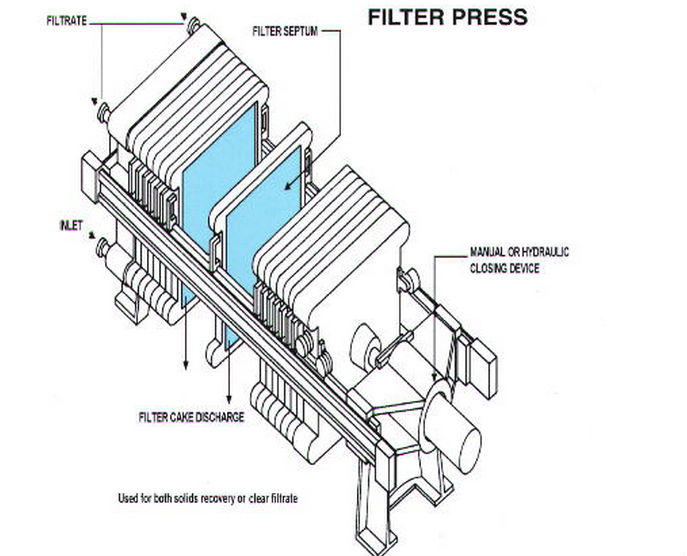 FILTER PRESS
FILTRATE
FILTER SEPTUM
INLET
MANUAL OR HYDRAULIC
CLOSING DEVICE
FILTER CAKE DISCHARGE
Used for both solids recovery or clear filtrate